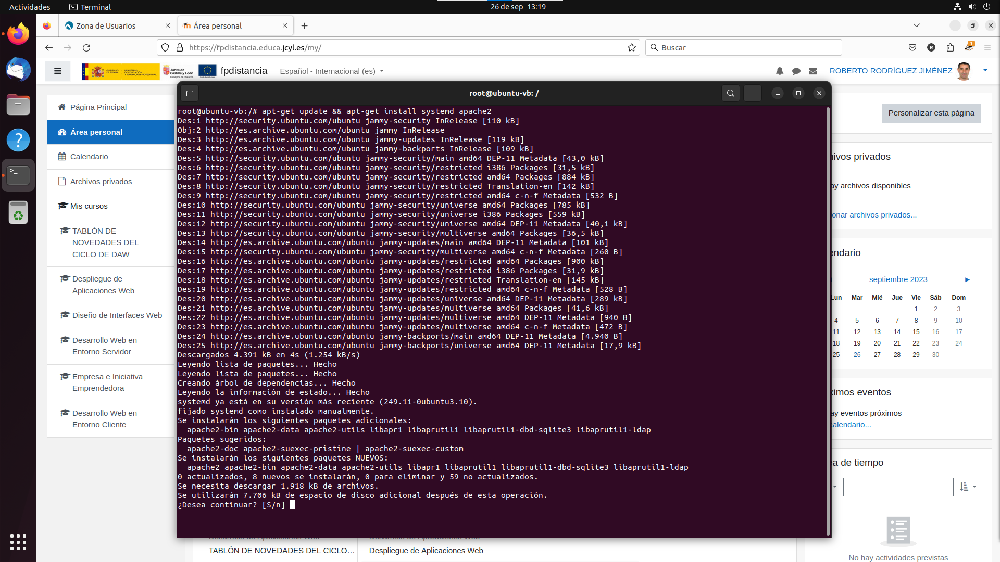 Actividades
Terminal
26 de sep 13:19
Zona de Usuarios
Área personal
https://fpdistancia.educa.jcyl.es/my/
Buscar
fpdistancia
Español - Internacional (es)
ROBERTO RODRÍGUEZ JIMÉNEZ
Página Principal
Área personal
Calendario
Archivos privados
Mis cursos
TABLÓN DE
NOVEDADES DEL
CICLO DE DAW
Despliegue de
Aplicaciones Web
Diseño de Interfaces Web
Desarrollo Web en
Entorno Servidor
Empresa e Iniciativa
Emprendedora
Desarrollo Web en
Entorno Cliente
root@ubuntu-vb: /
root@ubuntu-vb:/# apt-get update && apt-get install systemd apache2
Des:1 http://security.ubuntu.com/ubuntu jammy-security InRelease [110 kB]
Obj:2 http://es.archive.ubuntu.com/ubuntu jammy InRelease
Des:3 http://es.archive.ubuntu.com/ubuntu jammy-updates InRelease [119 kB]
Des:4 http://es.archive.ubuntu.com/ubuntu jammy-backports InRelease [109 kB]
Des:5 http://security.ubuntu.com/ubuntu jammy-security/main amd64 DEP-11 Metadata [43,0 kB]
Des:6 http://security.ubuntu.com/ubuntu jammy-security/restricted i386 Packages [31,5 kB]
Des:7 http://security.ubuntu.com/ubuntu jammy-security/restricted amd64 Packages [884 kB]
Des:8 http://security.ubuntu.com/ubuntu jammy-security/restricted Translation-en [142 kB]
Des:9 http://security.ubuntu.com/ubuntu jammy-security/restricted amd64 c-n-f Metadata [532 B]
Des:10 http://security.ubuntu.com/ubuntu jammy-security/universe amd64 Packages [785 kB]
Des:11 http://security.ubuntu.com/ubuntu jammy-security/universe i386 Packages [559 kB]
Des:12 http://security.ubuntu.com/ubuntu jammy-security/universe amd64 DEP-11 Metadata [40,1 kB]
Des:13 http://security.ubuntu.com/ubuntu jammy-security/multiverse amd64 Packages [36,5 kB]
Des:14 http://es.archive.ubuntu.com/ubuntu jammy-updates/main amd64 DEP-11 Metadata [101 kB]
Des:15 http://security.ubuntu.com/ubuntu jammy-security/multiverse amd64 c-n-f Metadata [260 B]
Des:16 http://es.archive.ubuntu.com/ubuntu jammy-updates/restricted amd64 Packages [900 kB]
Des:17 http://es.archive.ubuntu.com/ubuntu jammy-updates/restricted i386 Packages [31,9 kB]
Des:18 http://es.archive.ubuntu.com/ubuntu jammy-updates/restricted Translation-en [145 kB]
Des:19 http://es.archive.ubuntu.com/ubuntu jammy-updates/restricted amd64 c-n-f Metadata [528 B]
Des:20 http://es.archive.ubuntu.com/ubuntu jammy-updates/universe amd64 DEP-11 Metadata [289 kB]
Des:21 http://es.archive.ubuntu.com/ubuntu jammy-updates/multiverse amd64 Packages [41,6 kB]
Des:22 http://es.archive.ubuntu.com/ubuntu jammy-updates/multiverse amd64 DEP-11 Metadata [940 B]
Des:23 http://es.archive.ubuntu.com/ubuntu jammy-updates/multiverse amd64 c-n-f Metadata [472 B]
Des:24 http://es.archive.ubuntu.com/ubuntu jammy-backports/main amd64 DEP-11 Metadata [4.940 B]
Des:25 http://es.archive.ubuntu.com/ubuntu jammy-backports/universe amd64 DEP-11 Metadata [17,9 kB]
Descargados 4.391 kB en 4s (1.254 kB/s)
Leyendo lista de paquetes... Hecho
Leyendo lista de paquetes... Hecho
Creando árbol de dependencias... Hecho
Leyendo la información de estado... Hecho
systemd ya está en su versión más reciente (249.11-0ubuntu3.10).
fijado systemd como instalado manualmente.
Se instalarán los siguientes paquetes adicionales:
apache2-bin apache2-data apache2-utils libapr1 libaprutil1 libaprutil1-dbd-sqlite3 libaprutil1-ldap
Paquetes sugeridos:
apache2-doc apache2-suexec-pristine | apache2-suexec-custom
Se instalarán los siguientes paquetes NUEVOS:
apache2 apache2-bin apache2-data apache2-utils libapr1 libaprutil1 libaprutil1-dbd-sqlite3 libaprutil1-ldap
0 actualizados, 8 nuevos se instalarán, 0 para eliminar y 59 no actualizados.
Se necesita descargar 1.918 kB de archivos.
Se utilizarán 7.706 kB de espacio de disco adicional después de esta operación.
¿Desea continuar? [S/n]
Personalizar esta página
hivos privados
ay archivos disponibles
onar archivos privados...
endario
septiembre 2023
Lun Mar Mié Jue Vie Sáb Dom
1 2 3
4 5 6 7 8 9 10
11 12 13 14 15 16 17
18 19 20 21 22 23 24
25 26 27 28 29 30
ximos eventos
ay eventos próximos
calendario...
ea de tiempo
No hay actividades previstas
TABLÓN DE NOVEDADES DEL CICLO...
Despliegue de Aplicaciones Web